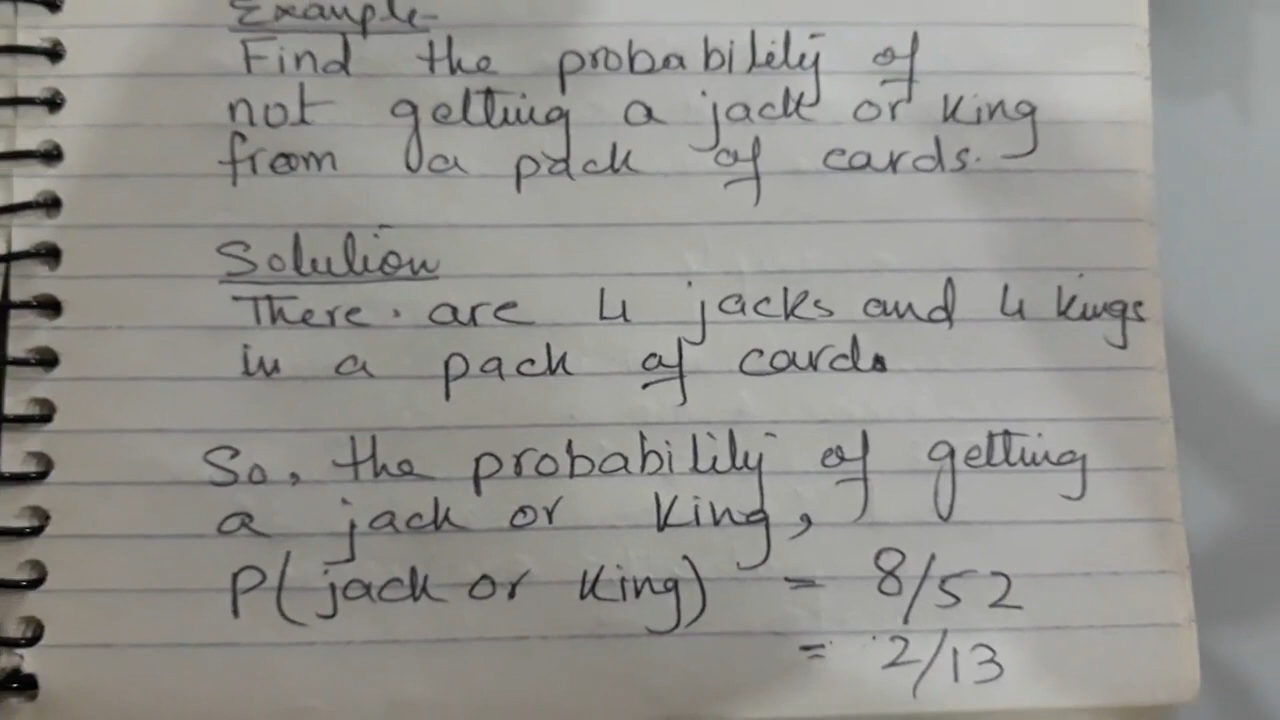 Example
Find the probability of
not getting a jack or king
from a pack of cards.
Solution
There are 4 jacks and 4 kings
in a pack of cards
So, the probability of getting
a jack or king,
P(jack or king) = 8/52
= 2/13